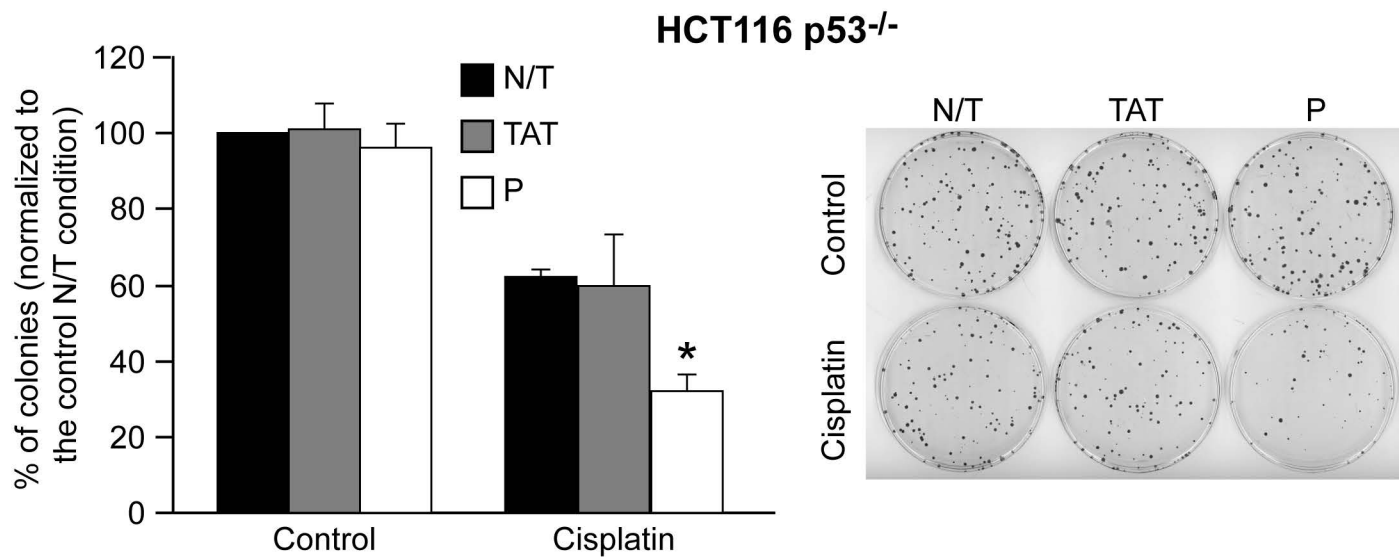 HCT116 p53-/-
% of colonies (normalized to
the control N/T condition)
120
100
80
60
40
20
0
N/T
TAT
P
*
Control
Cisplatin
N/T
TAT
P
Control
Cisplatin